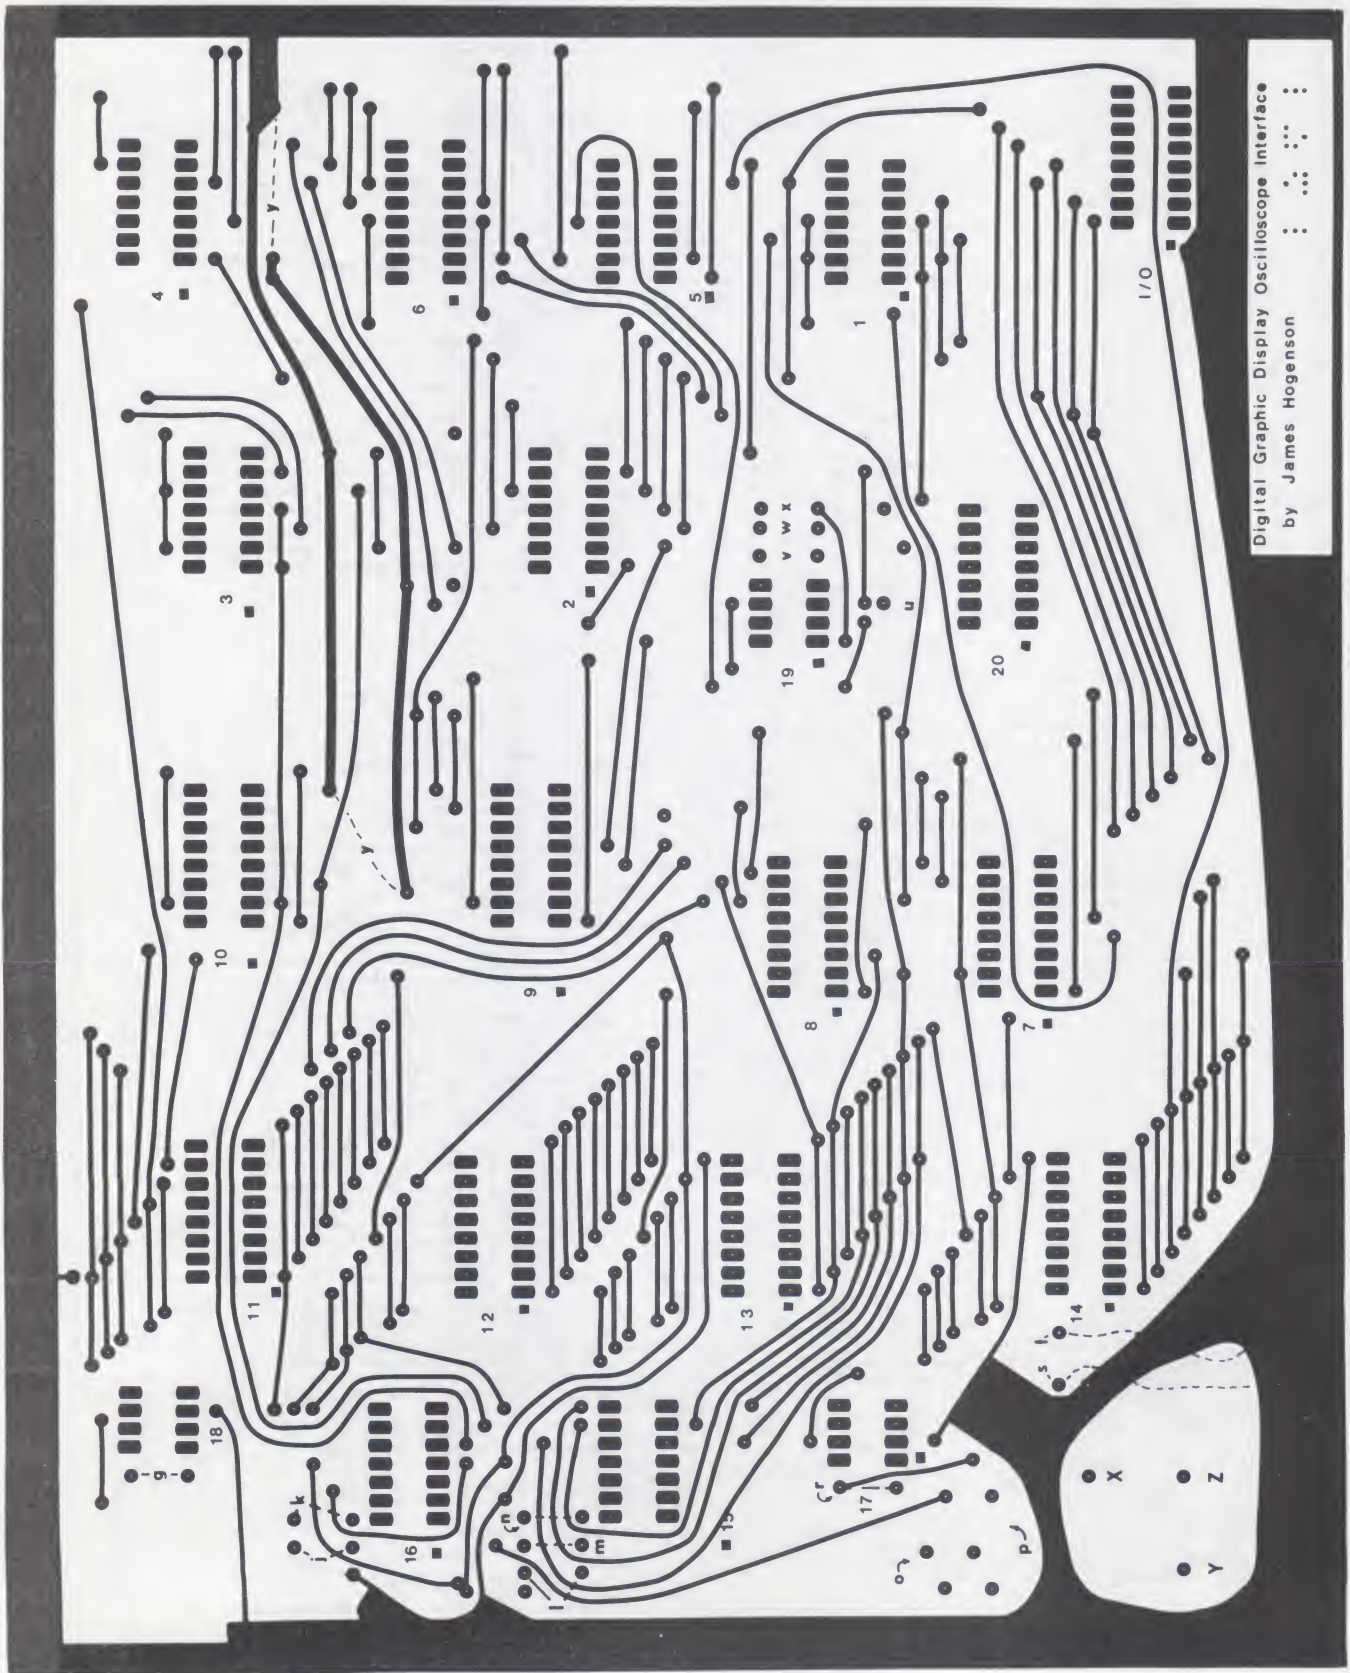 Digital Graphic Display Oscilloscope Interface
by James Hogenson
I/O
1
5
6
4
y
3
2
v w x
u
19
20
y
10
9
8
7
11
12
13
14
t
s
18
g
k
j
16
n
m
l
15
r
17
o
p
X
Z
Y